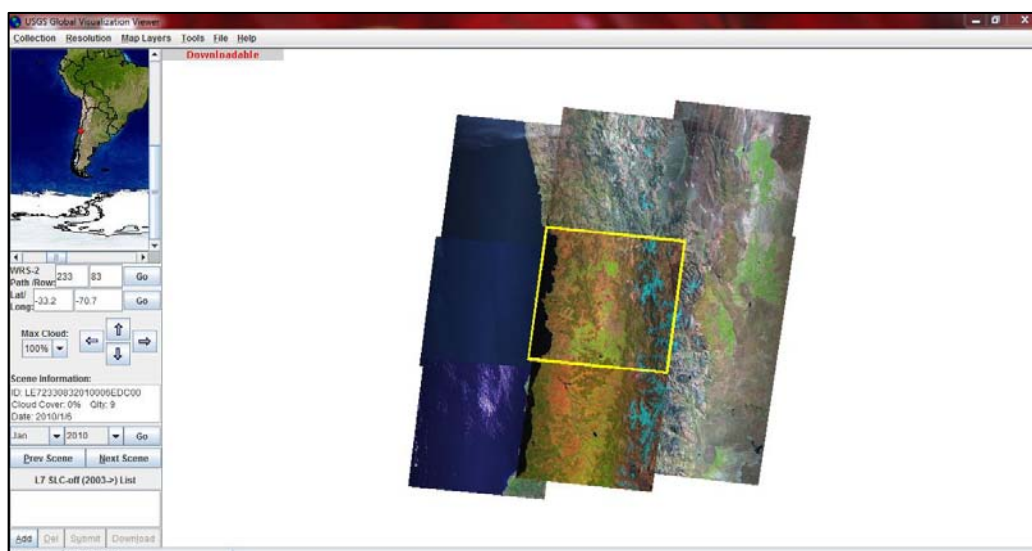 USGS Global Visualization Viewer
Collection Resolution Map Layers Tools File Help
Downloadable
WRS-2
Path /Row: 233 83 Go
Lat/
Long: -33.2 -70.7 Go
Max Cloud:
100%
Scene Information:
ID: LE72330832010006EDC00
Cloud Cover: 0% Qlty: 9
Date: 2010/1/6
Jan 2010 Go
Prev Scene Next Scene
L7 SLC-off (2003->) List
Add Del Submit Download